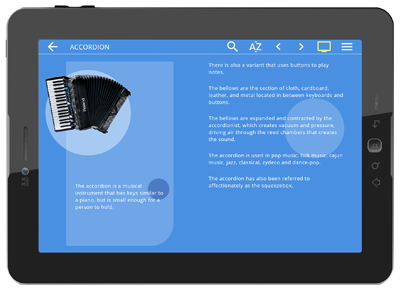 ACCORDION
AZ
There is also a variant that uses buttons to play
notes.
The bellows are the section of cloth, cardboard,
leather, and metal located in between keyboards and
buttons.
The bellows are expanded and contracted by the
accordionist, which creates vacuum and pressure,
driving air through the reed chambers that creates
the sound.
The accordion is used in pop music, folk music, cajun
music, jazz, classical, zydeco and dance-pop.
The accordion has also been referred to
affectionately as the squeezebox.
The accordion is a musical
instrument that has keys similar to
a piano, but is small enough for a
person to hold.